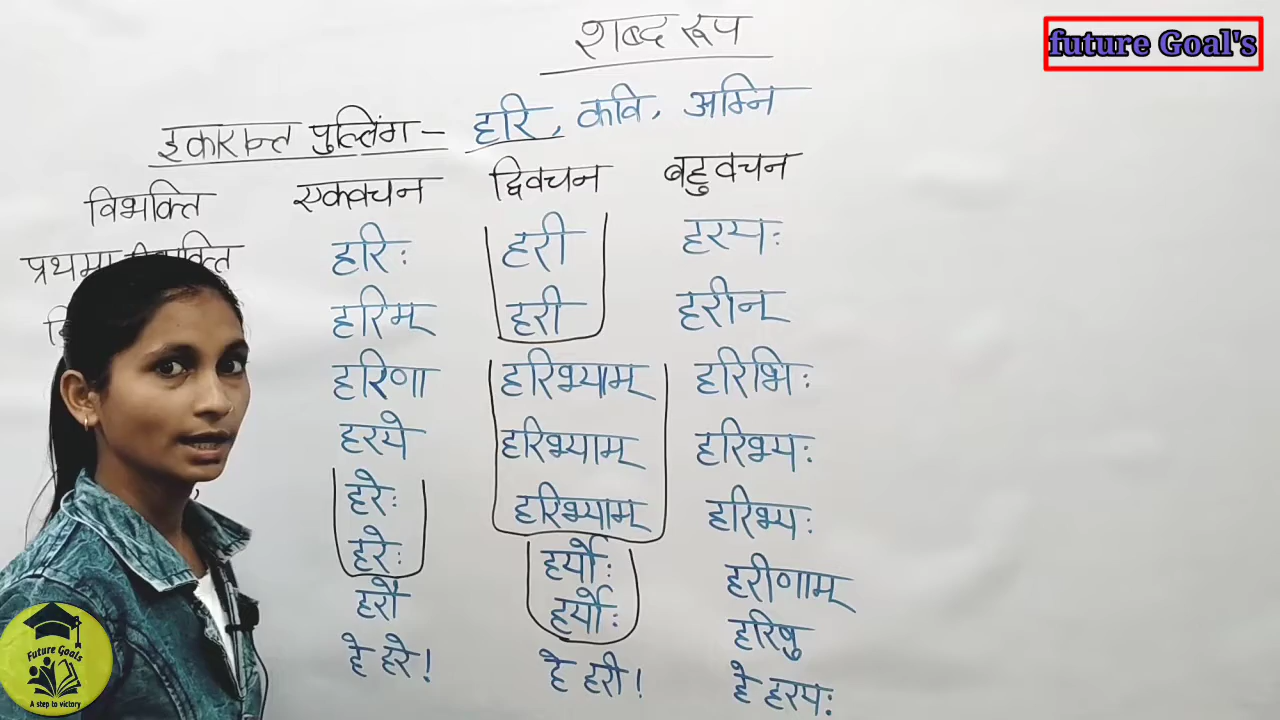 शब्द रूप
future Goal's
इकारान्त पुल्लिंग – हरि, कवि, अग्नि
विभक्ति एकवचन द्विवचन बहुवचन
हरिः हरी हरयः
हरिम् हरी हरीन्
हरिणा हरिभ्याम् हरिभिः
हरये हरिभ्याम् हरिभ्यः
हरेः हरिभ्याम् हरिभ्यः
हरेः हर्योः हरीणाम्
हरौ हर्योः हरिषु
हे हरे! हे हरी! हे हरयः
Future Goals
A step to victory